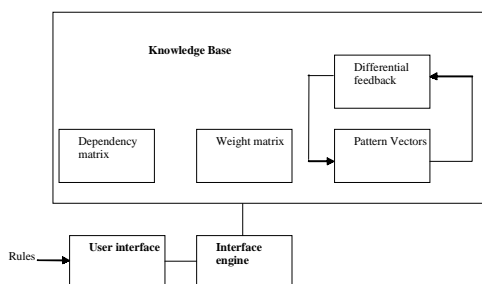 Knowledge Base
Differential
feedback
Dependency
matrix
Weight matrix
Pattern Vectors
Rules
User interface
Interface
engine